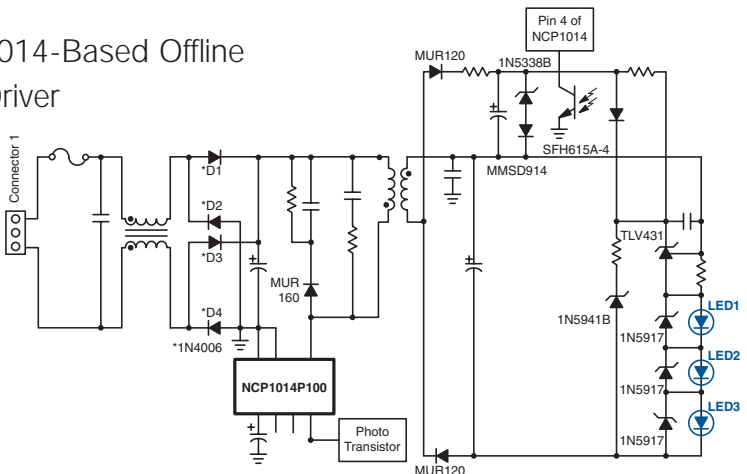 014-Based Offline
Driver
Pin 4 of
NCP1014
MUR120
1N5338B
Connector 1
*D1
SFH615A-4
MMSD914
*D2
*D3
TLV431
MUR
160
1N5941B
LED1
1N5917
*D4
*1N4006
LED2
1N5917
NCP1014P100
LED3
Photo
Transistor
1N5917
MUR120